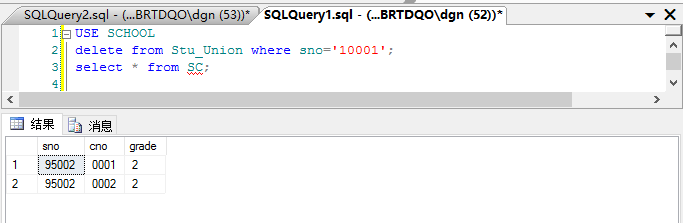 SQLQuery2.sql - (...BRTDQO\dgn (53))* SQLQuery1.sql - (...BRTDQO\dgn (52))*
1 USE SCHOOL
2 delete from Stu_Union where sno='10001';
3 select * from SC;
4
结果 消息
sno cno grade
1 95002 0001 2
2 95002 0002 2